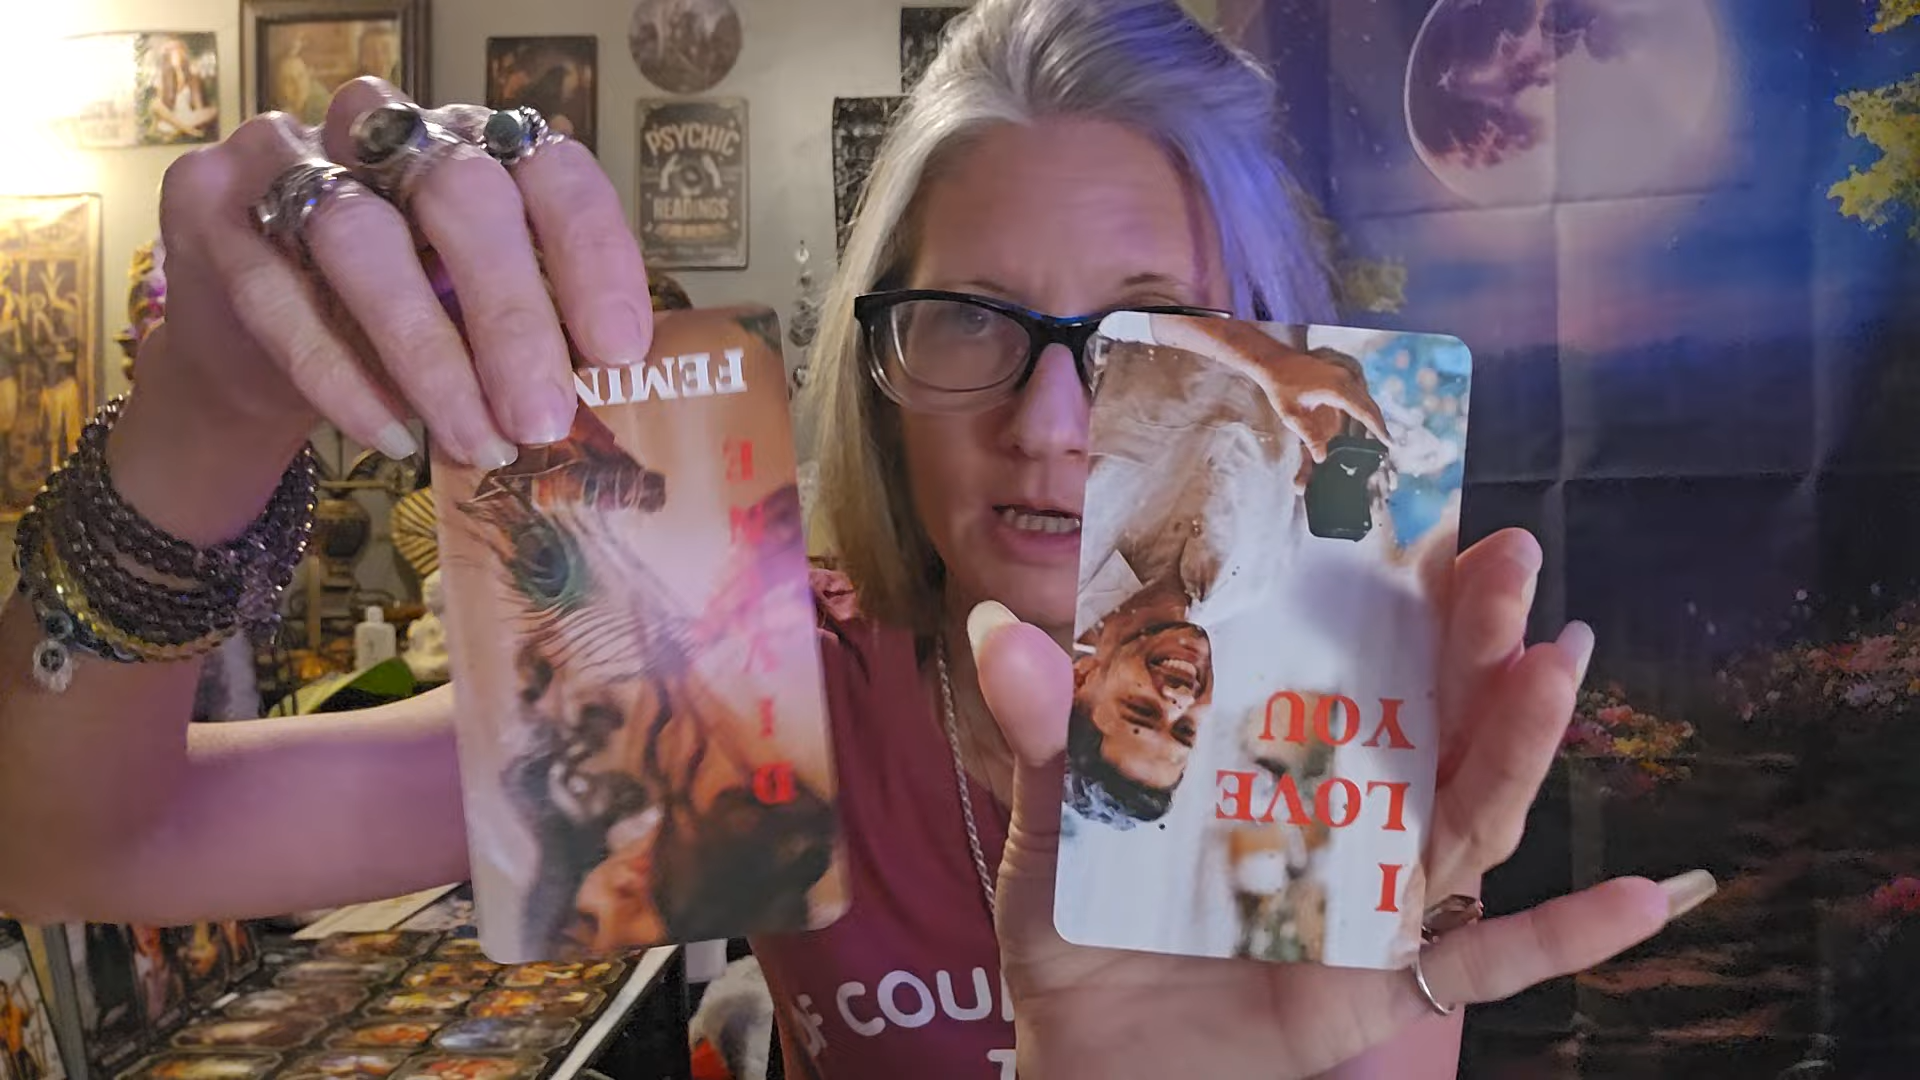 PSYCHIC
READINGS
FEMIN
DIVINE
I
LOVE
YOU
OF COU